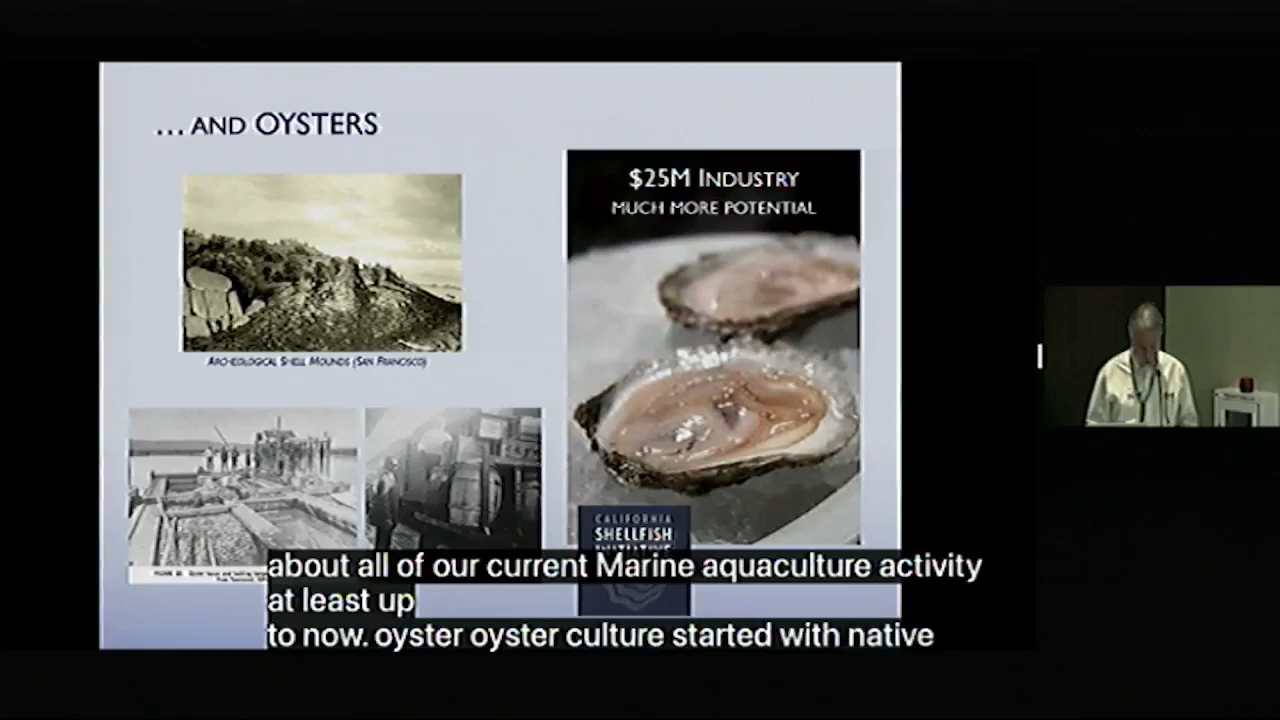 ...AND OYSTERS
$25M INDUSTRY
MUCH MORE POTENTIAL
ARCHEOLOGICAL SHELL MOUNDS (SAN FRANCISCO)
CALIFORNIA
SHELLFISH
INITIATIVE
about all of our current Marine aquaculture activity
at least up
to now. oyster oyster culture started with native